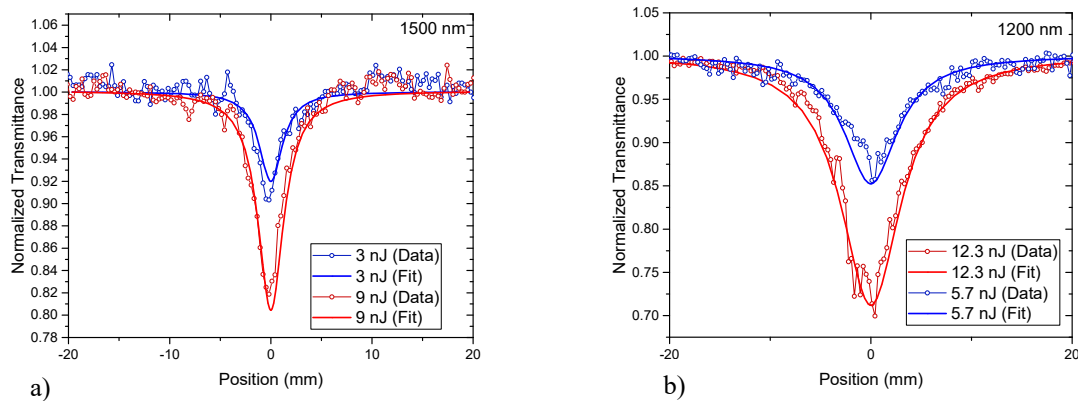 1500 nm
1.06
1.04
1.02
1.00
0.98
0.96
0.94
0.92
0.90
0.88
0.86
0.84
0.82
0.80
0.78
Normalized Transmittance
3 nJ (Data)
3 nJ (Fit)
9 nJ (Data)
9 nJ (Fit)
-20 -10 0 10 20
Position (mm)
a)
1200 nm
1.00
0.95
0.90
0.85
0.80
0.75
0.70
Normalized Transmittance
12.3 nJ (Data)
12.3 nJ (Fit)
5.7 nJ (Data)
5.7 nJ (Fit)
-20 -10 0 10 20
Position (mm)
b)